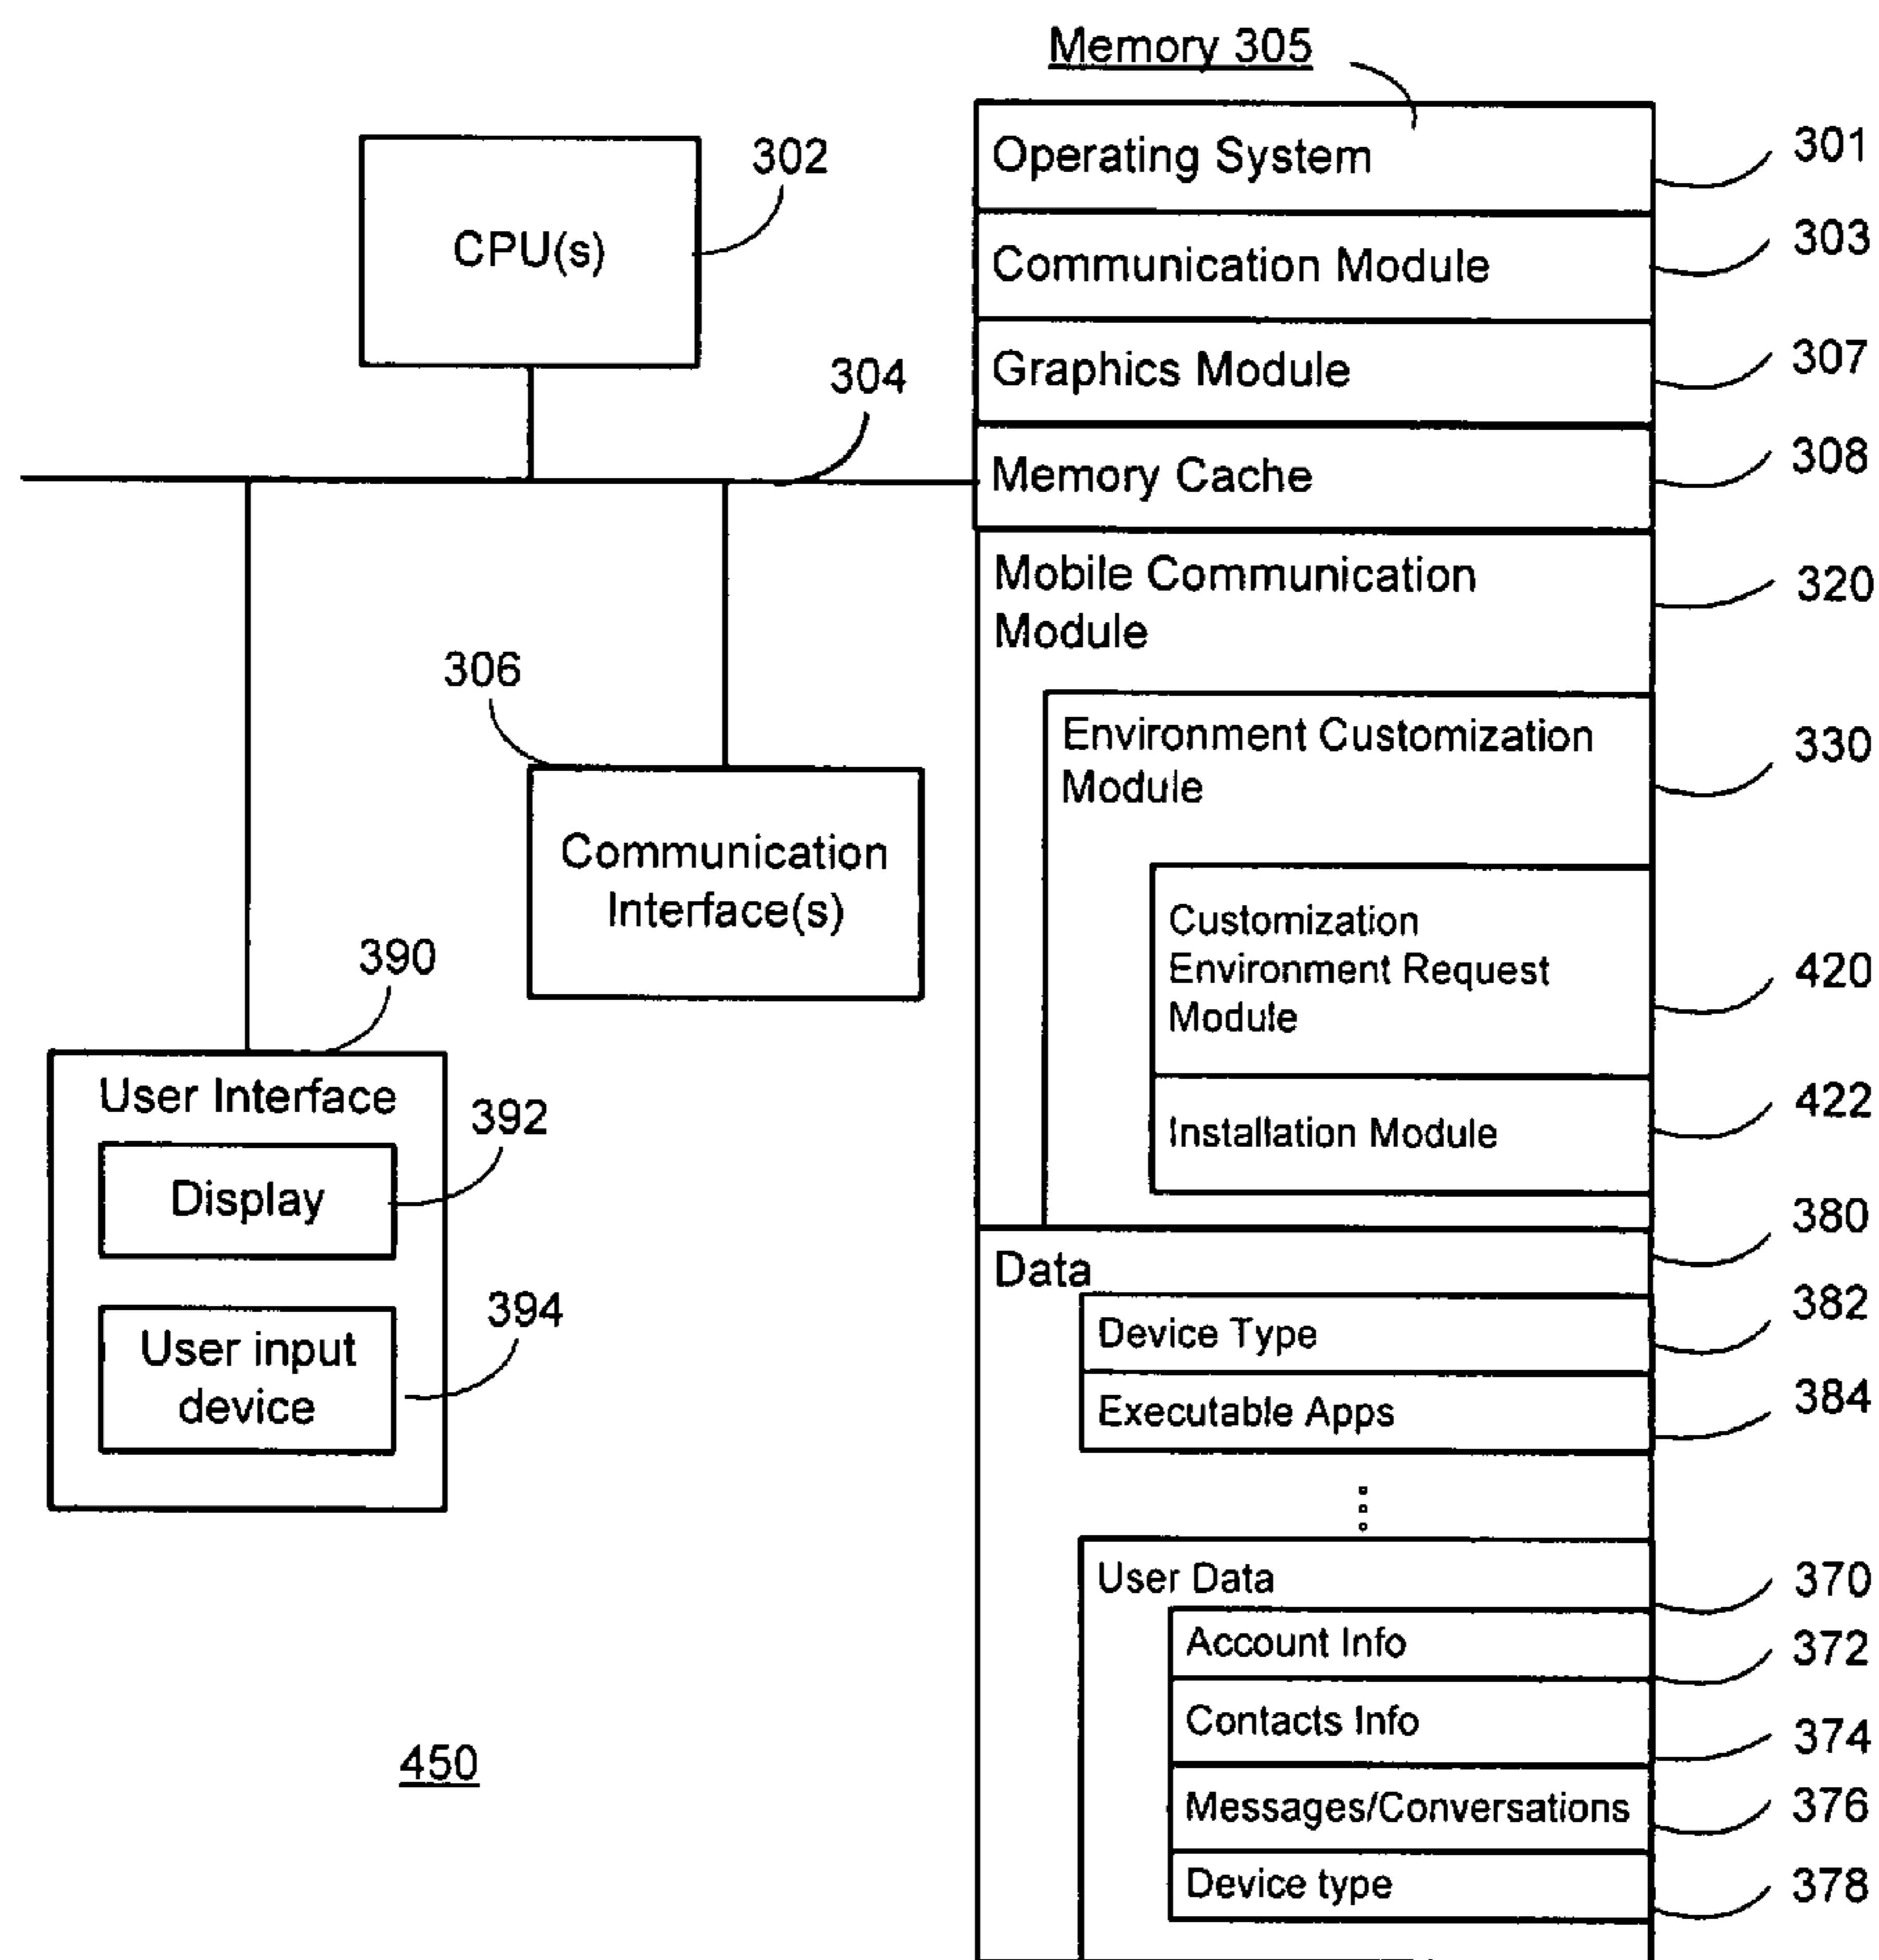 Memory 305
Operating System
301
302
CPU(s)
Communication Module
303
Graphics Module
307
304
Memory Cache
308
Mobile Communication
Module
320
306
Environment Customization
Module
330
Communication
Interface(s)
Customization
Environment Request
Module
420
390
User Interface
392
Display
Installation Module
422
380
Data
394
User input
device
Device Type
382
Executable Apps
384
User Data
370
Account Info
372
Contacts Info
374
450
Messages/Conversations
376
Device type
378